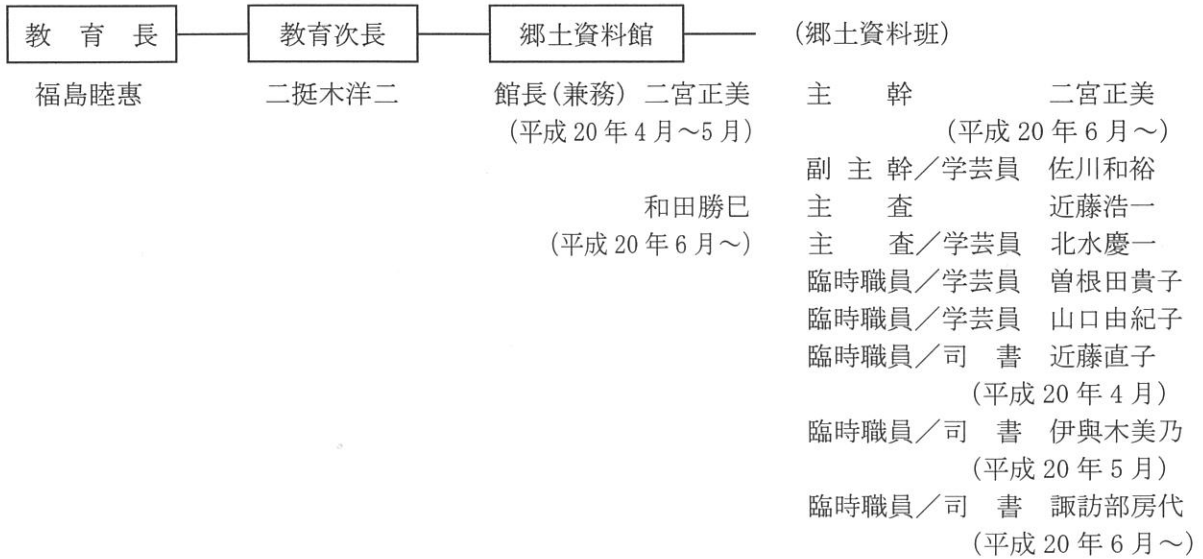 教育長 教育次長 郷土資料館 (郷土資料班)
福島睦惠 二挺木洋二 館長(兼務) 二宮正美 主幹 二宮正美
(平成20年4月～5月) (平成20年6月～)
副主幹／学芸員 佐川和裕
和田勝巳 主査 近藤浩一
(平成20年6月～) 主査／学芸員 北水慶一
臨時職員／学芸員 曽根田貴子
臨時職員／学芸員 山口由紀子
臨時職員／司書 近藤直子
(平成20年4月)
臨時職員／司書 伊與木美乃
(平成20年5月)
臨時職員／司書 諏訪部房代
(平成20年6月～)